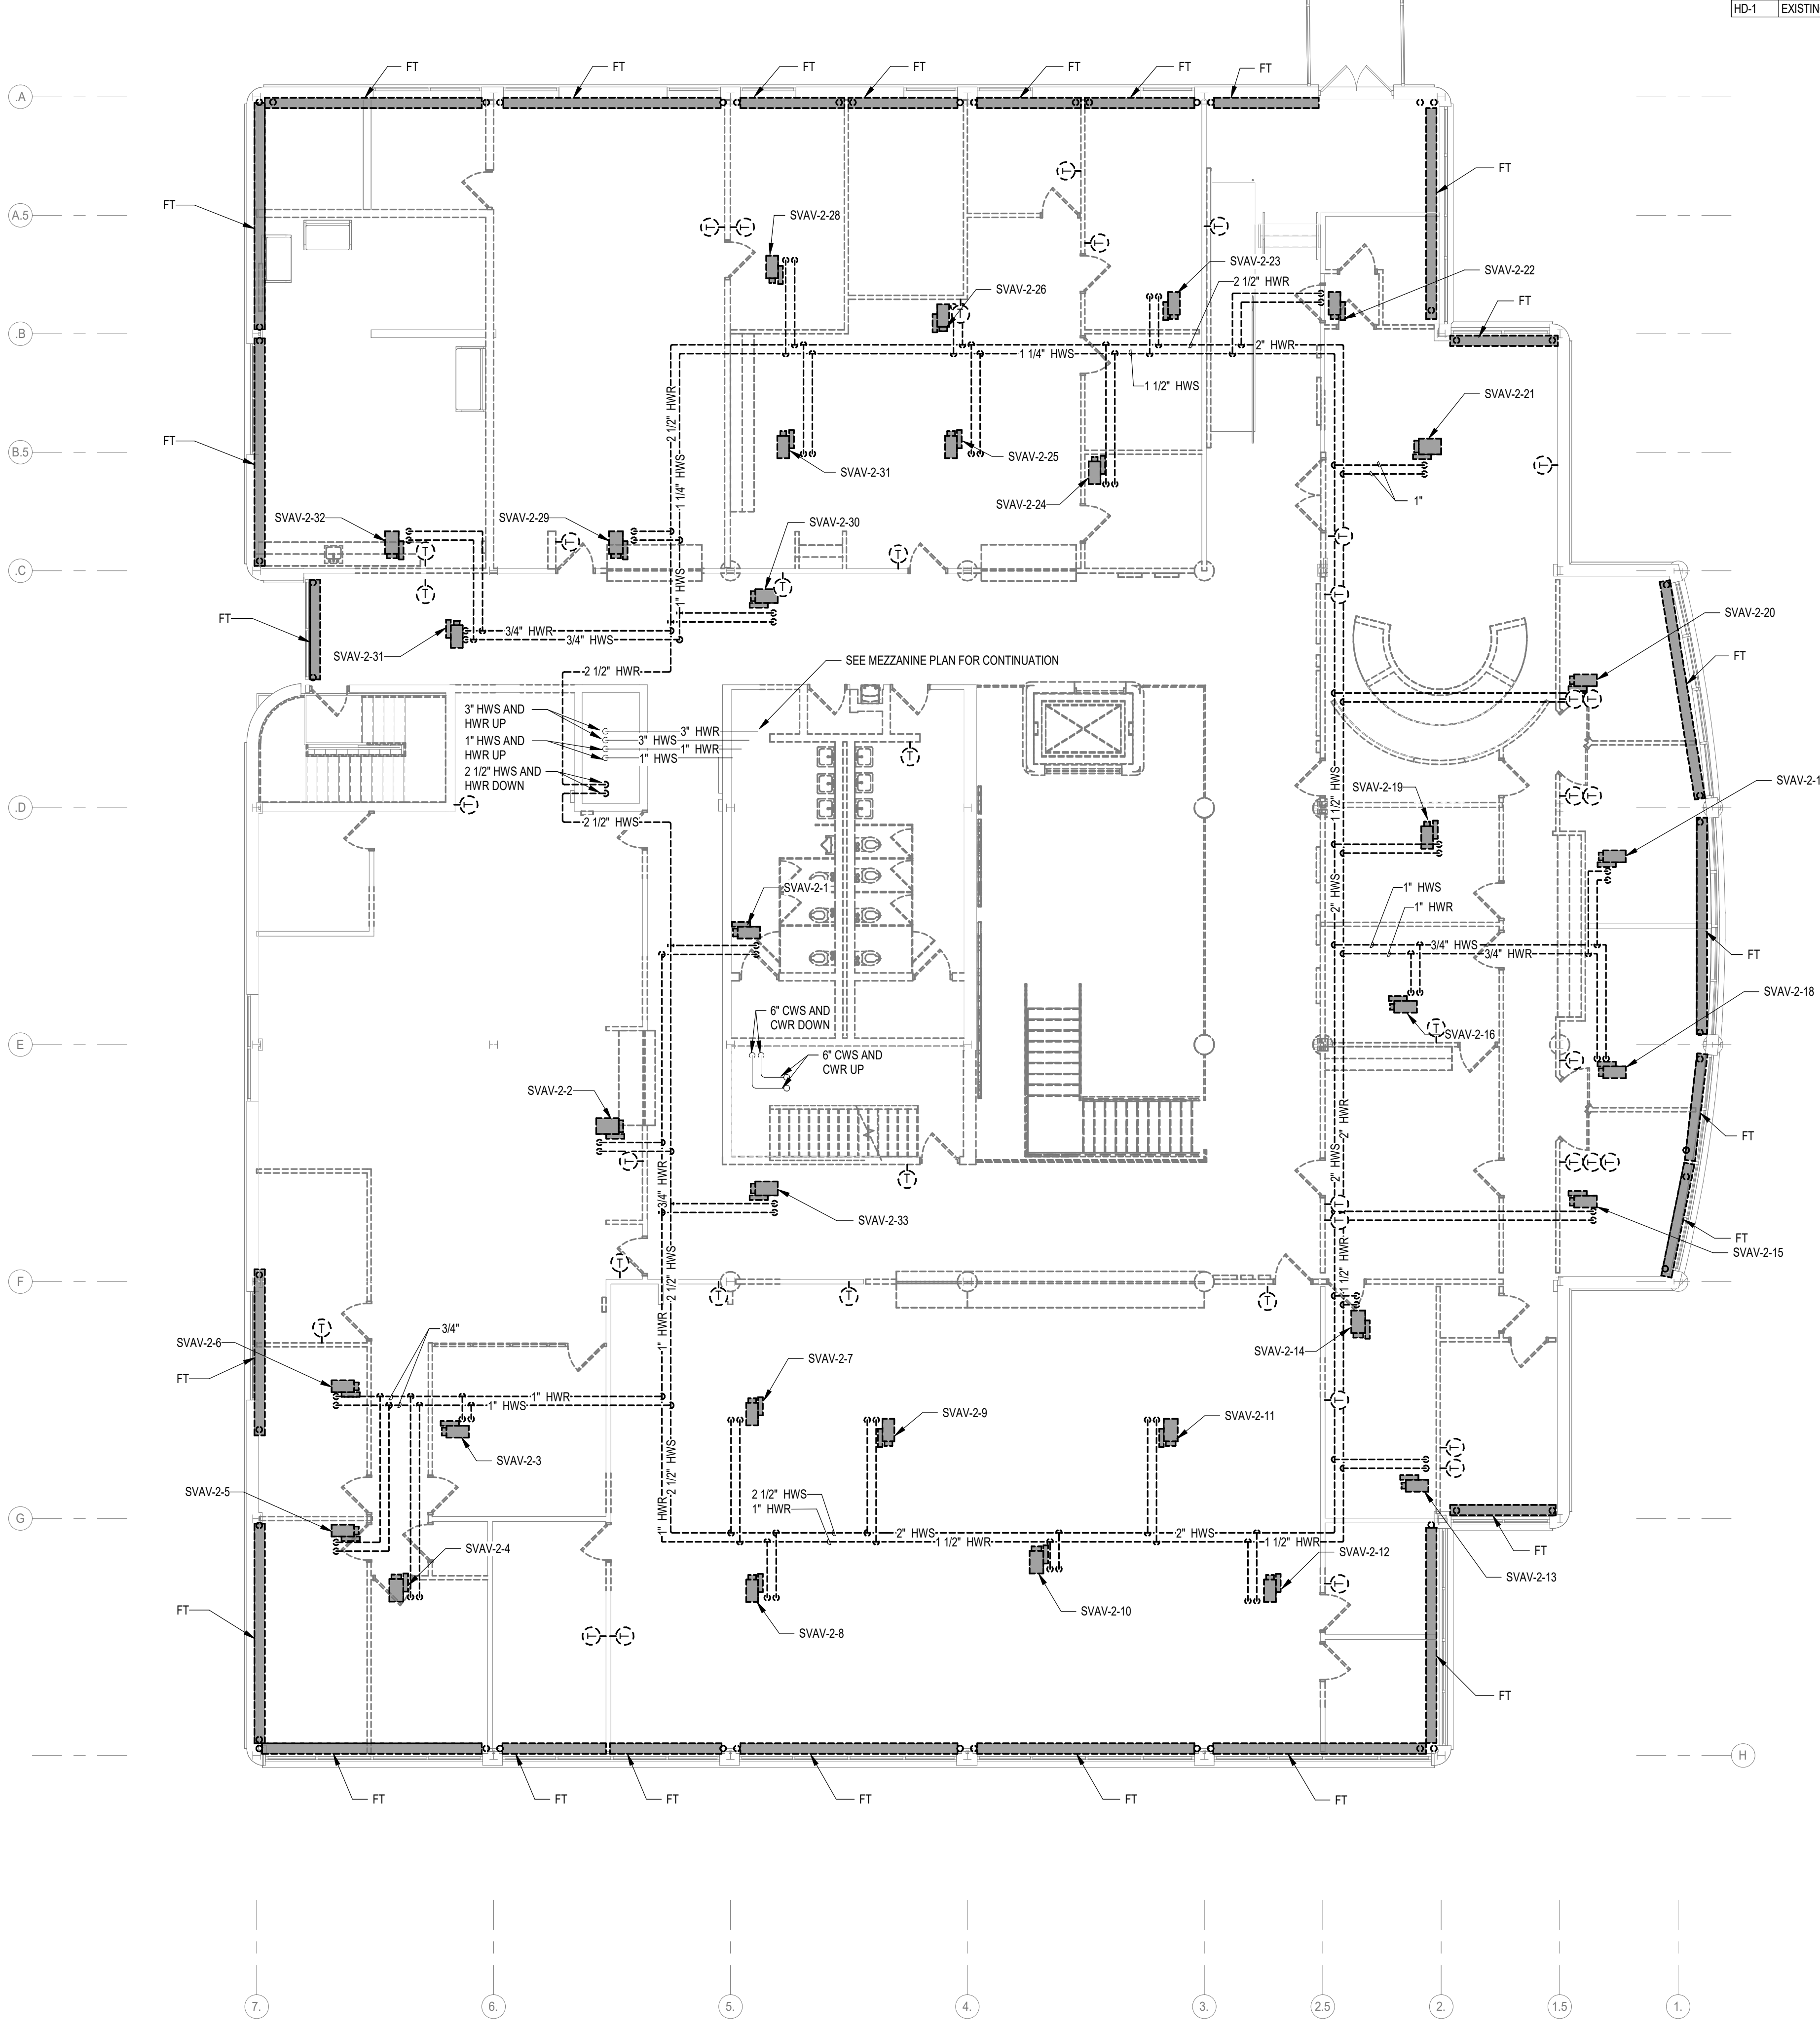 HD-1 EXISTIN
FT FT FT FT FT FT FT
.A
FT
A.5
FT
SVAV-2-28
SVAV-2-23
SVAV-2-22
2 1/2" HWR
SVAV-2-26
FT
.B
2" HWR
1 1/4" HWS
1 1/2" HWS
SVAV-2-21
2 1/2" HWR
FT
B.5
SVAV-2-31
SVAV-2-25
1 1/4" HWS
SVAV-2-24
1"
SVAV-2-32
SVAV-2-29
SVAV-2-30
.C
1" HWS
SVAV-2-20
FT
3/4" HWR
3/4" HWS
SVAV-2-31
FT
SEE MEZZANINE PLAN FOR CONTINUATION
2 1/2" HWR
3" HWS AND
HWR UP
3" HWR
3" HWS
1" HWS AND
HWR UP
1" HWR
1" HWS
2 1/2" HWS AND
HWR DOWN
SVAV-2-1
SVAV-2-19
1 1/2" HWS
.D
2 1/2" HWS
SVAV-2-1
1" HWS
1" HWR
2" HWS
3/4" HWS
3/4" HWR
FT
SVAV-2-18
6" CWS AND
CWR DOWN
SVAV-2-16
E
6" CWS AND
CWR UP
SVAV-2-2
2" HWR
FT
3/4" HWR
2" HWS
SVAV-2-33
FT
SVAV-2-15
2 1/2" HWS
1 1/2" HWR
F
1" HWR
3/4"
SVAV-2-6
SVAV-2-14
SVAV-2-7
FT
1" HWR
1" HWS
SVAV-2-9
SVAV-2-11
SVAV-2-3
2 1/2" HWS
SVAV-2-5
2 1/2" HWS
1" HWR
G
1" HWR
2" HWS
2" HWS
1 1/2" HWR
1 1/2" HWR
SVAV-2-4
SVAV-2-12
FT
SVAV-2-13
SVAV-2-10
FT
SVAV-2-8
FT
H
FT FT FT FT FT FT
7. 6. 5. 4. 3. 2.5 2. 1.5 1.
T T T T T T T T T T T T T T T T T T T T T T T T T T T T T T T T T T T T T T T T T T